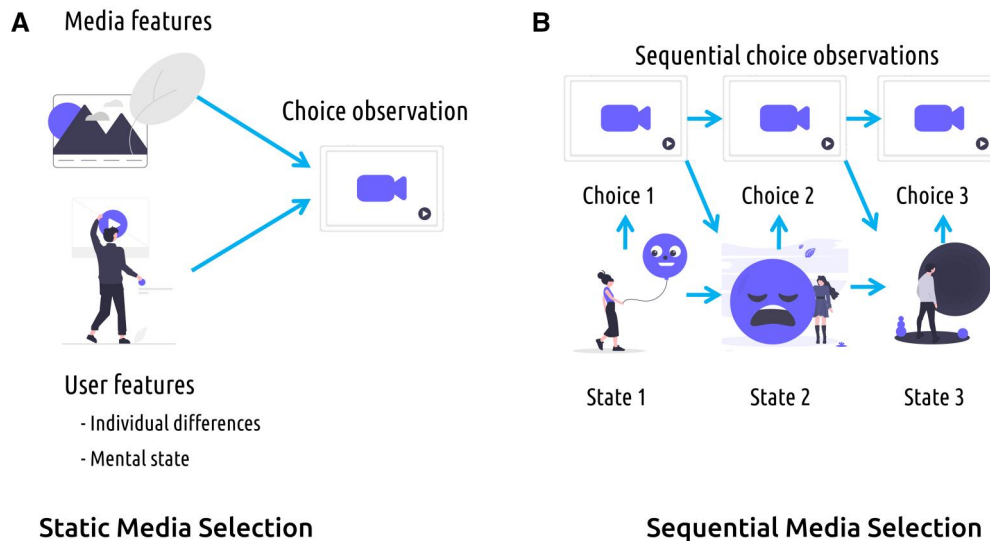 A
Media features
Choice observation
User features
- Individual differences
- Mental state
Static Media Selection
B
Sequential choice observations
Choice 1
Choice 2
Choice 3
State 1
State 2
State 3
Sequential Media Selection